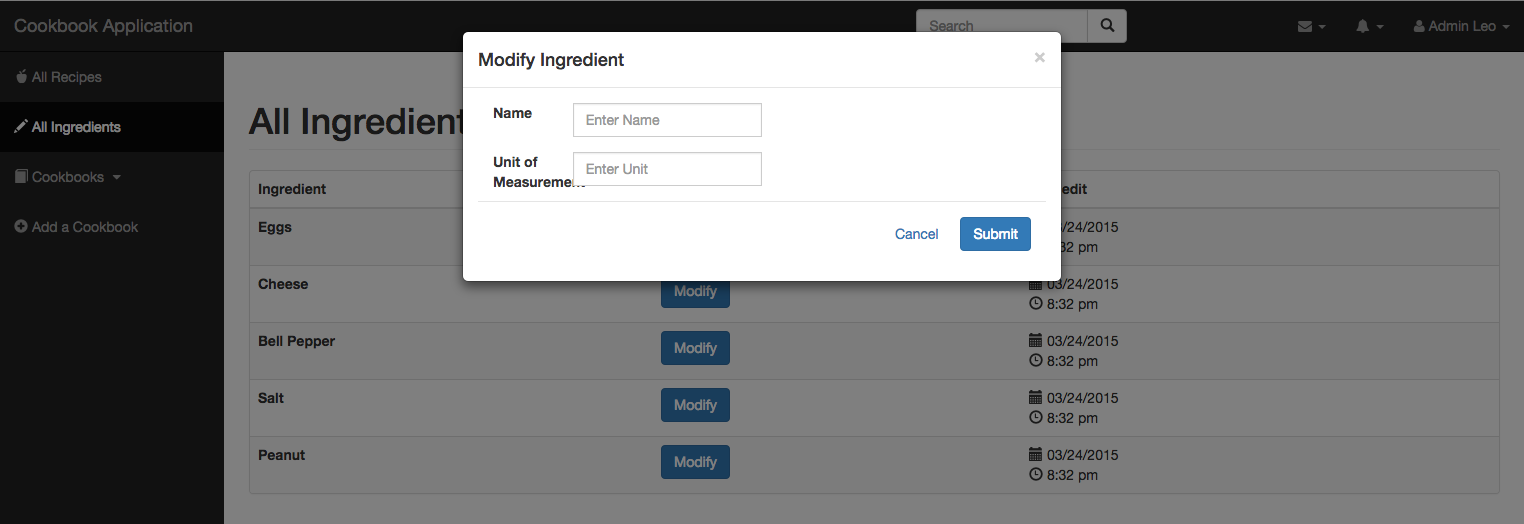 Cookbook Application
Search
Admin Leo
Modify Ingredient
×
Name
Enter Name
Unit of
Measurement
Enter Unit
Cancel
Submit
All Recipes
All Ingredients
Cookbooks
Add a Cookbook
All Ingredient
Ingredient
edit
Eggs
03/24/2015
32 pm
Cheese
Modify
03/24/2015
8:32 pm
Bell Pepper
Modify
03/24/2015
8:32 pm
Salt
Modify
03/24/2015
8:32 pm
Peanut
Modify
03/24/2015
8:32 pm